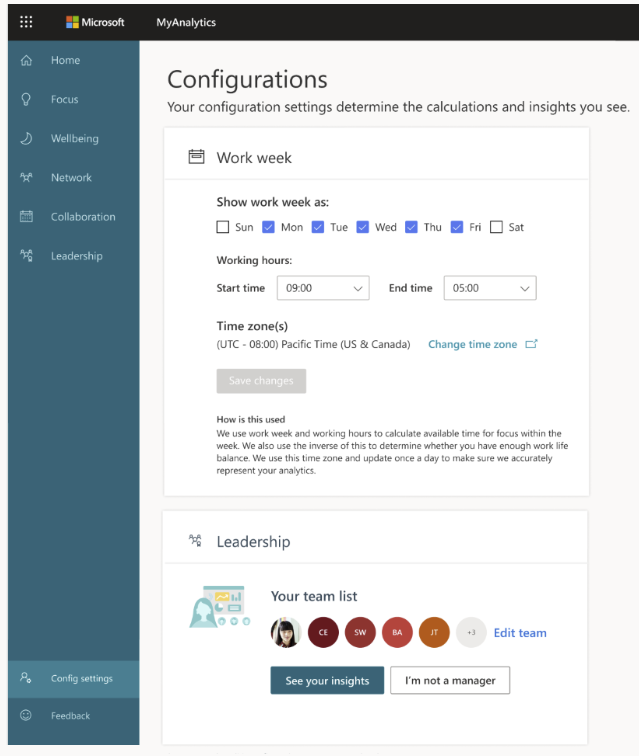 Microsoft MyAnalytics
Home
Focus
Wellbeing
Network
Collaboration
Leadership
Config settings
Feedback
Configurations
Your configuration settings determine the calculations and insights you see.
Work week
Show work week as:
Sun Mon Tue Wed Thu Fri Sat
Working hours:
Start time 09:00 End time 05:00
Time zone(s)
(UTC - 08:00) Pacific Time (US & Canada) Change time zone
Save changes
How is this used
We use work week and working hours to calculate available time for focus within the
week. We also use the inverse of this to determine whether you have enough work life
balance. We use this time zone and update once a day to make sure we accurately
represent your analytics.
Leadership
Your team list
CE SW BA JT +3 Edit team
See your insights I'm not a manager